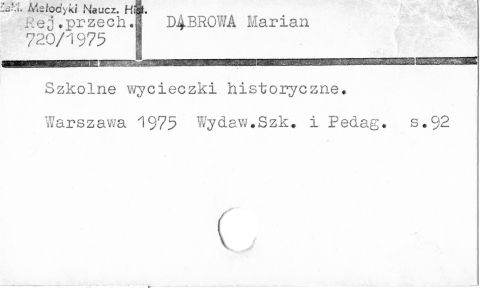 Zakł. Metodyki Naucz. Hist.
Rej.przech. DĄBROWA Marian
720/1975
Szkolne wycieczki historyczne.
Warszawa 1975 Wydaw.Szk. i Pedag. s.92